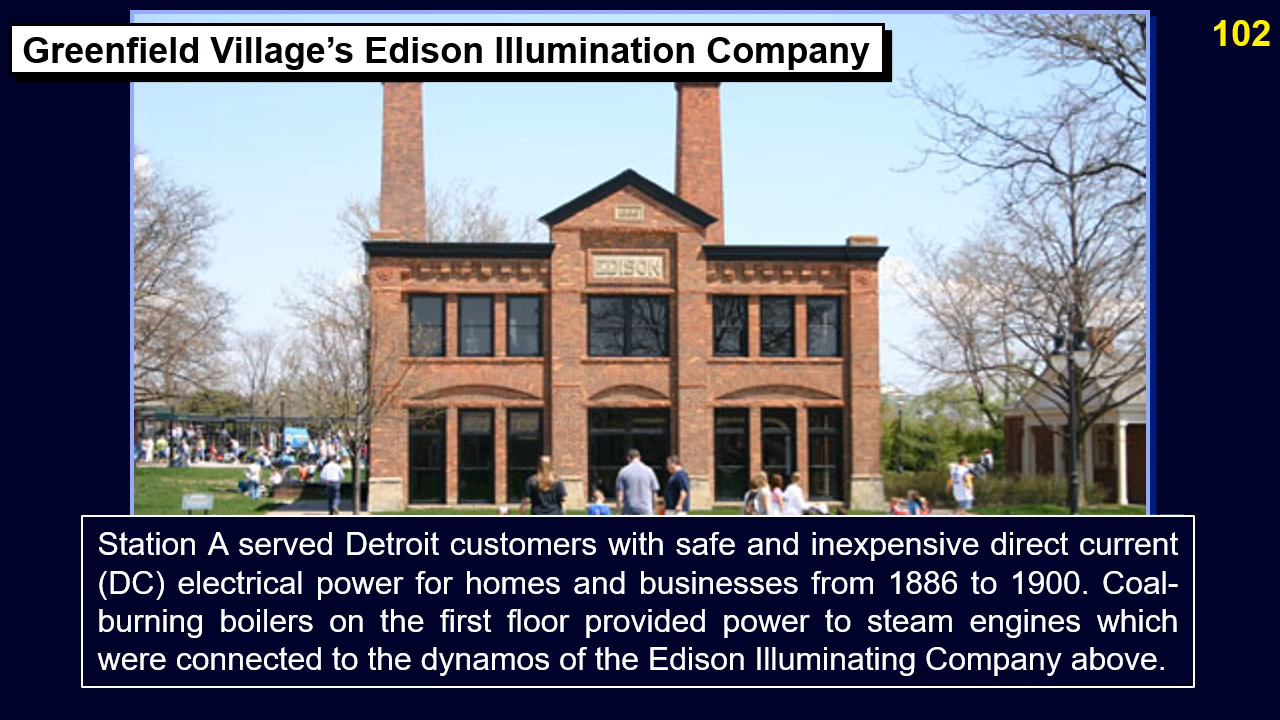 Greenfield Village’s Edison Illumination Company
102
EDISON
Station A served Detroit customers with safe and inexpensive direct current
(DC) electrical power for homes and businesses from 1886 to 1900. Coal-
burning boilers on the first floor provided power to steam engines which
were connected to the dynamos of the Edison Illuminating Company above.